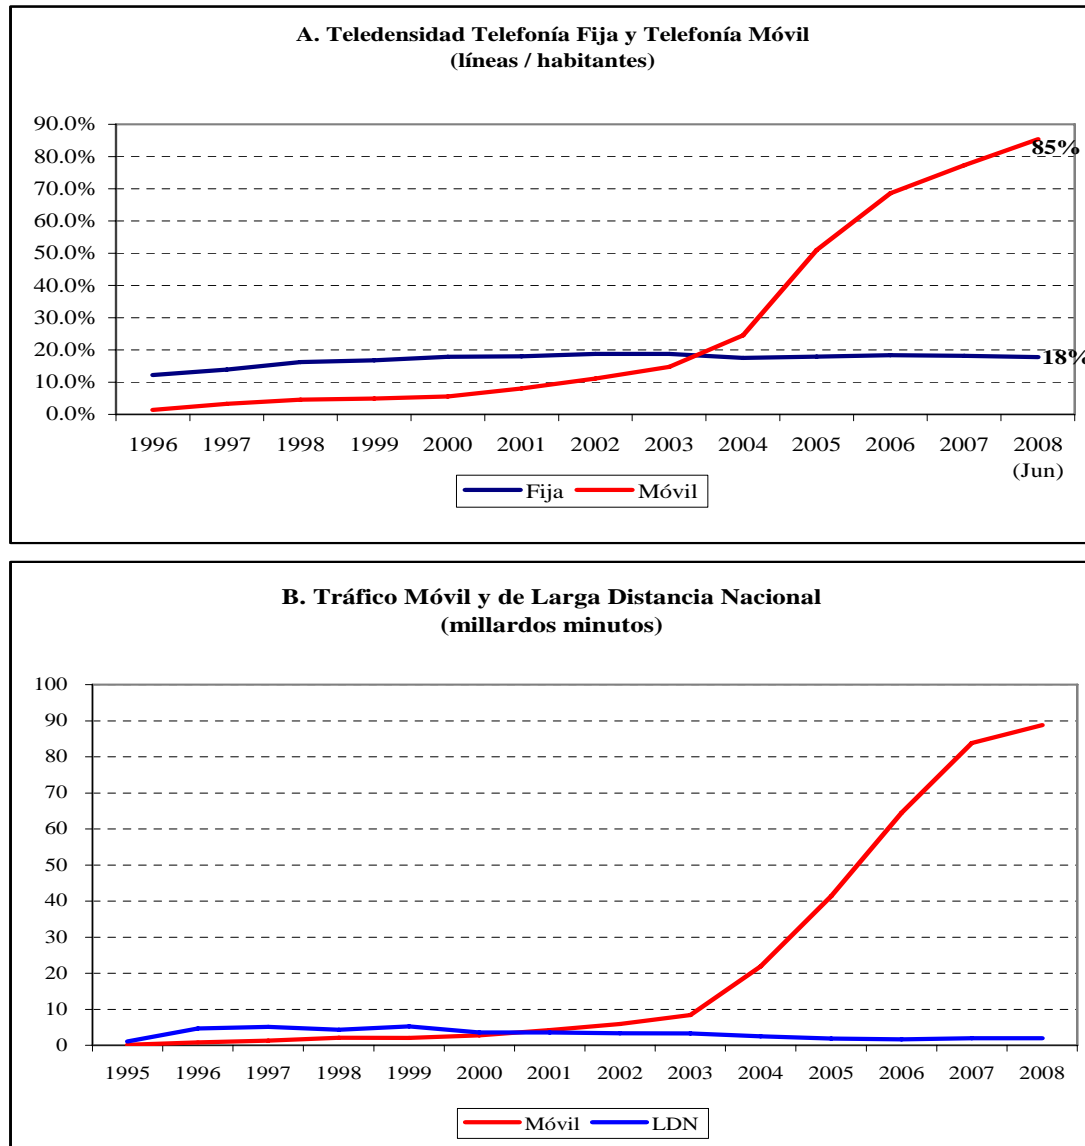 A. Teledensidad Telefonía Fija y Telefonía Móvil
(líneas / habitantes)
90.0%
80.0%
70.0%
60.0%
50.0%
40.0%
30.0%
20.0%
10.0%
0.0%
85%
18%
1996 1997 1998 1999 2000 2001 2002 2003 2004 2005 2006 2007 2008
(Jun)
Fija Móvil
B. Tráfico Móvil y de Larga Distancia Nacional
(millardos minutos)
100
90
80
70
60
50
40
30
20
10
0
1995 1996 1997 1998 1999 2000 2001 2002 2003 2004 2005 2006 2007 2008
Móvil LDN